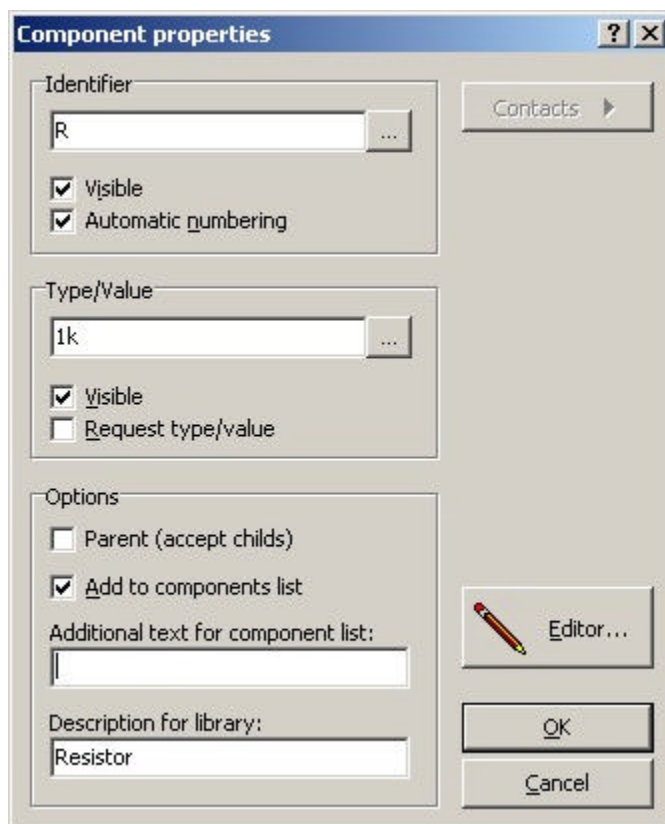 Component properties
Identifier
R
...
Visible
Automatic numbering
Type/Value
1k
...
Visible
Request type/value
Options
Parent (accept childs)
Add to components list
Additional text for component list:
Description for library:
Resistor
Contacts
Editor...
OK
Cancel